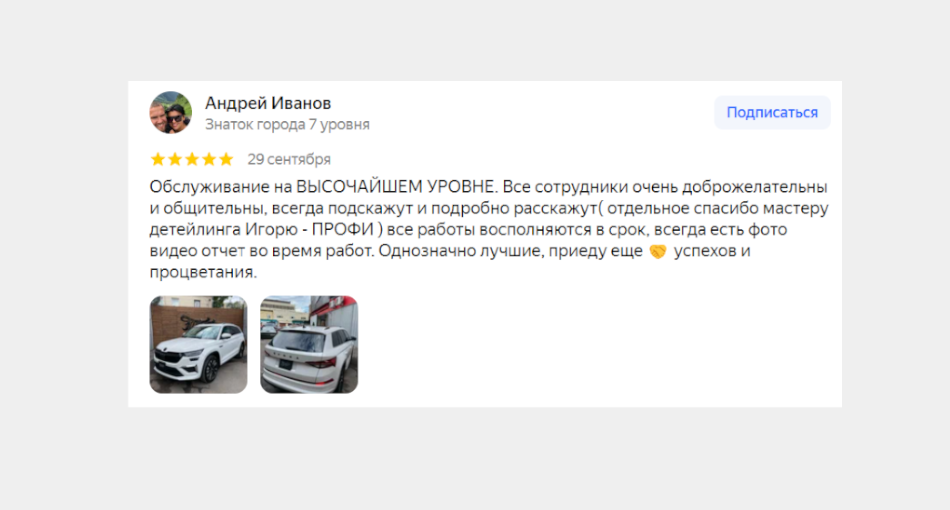 Андрей Иванов
Знаток города 7 уровня
Подписаться
29 сентября
Обслуживание на ВЫСОЧАЙШЕМ УРОВНЕ. Все сотрудники очень доброжелательны
и общительны, всегда подскажут и подробно расскажут( отдельное спасибо мастеру
детейлинга Игорю - ПРОФИ ) все работы восполняются в срок, всегда есть фото
видео отчет во время работ. Однозначно лучшие, приеду еще 🤝 успехов и
процветания.